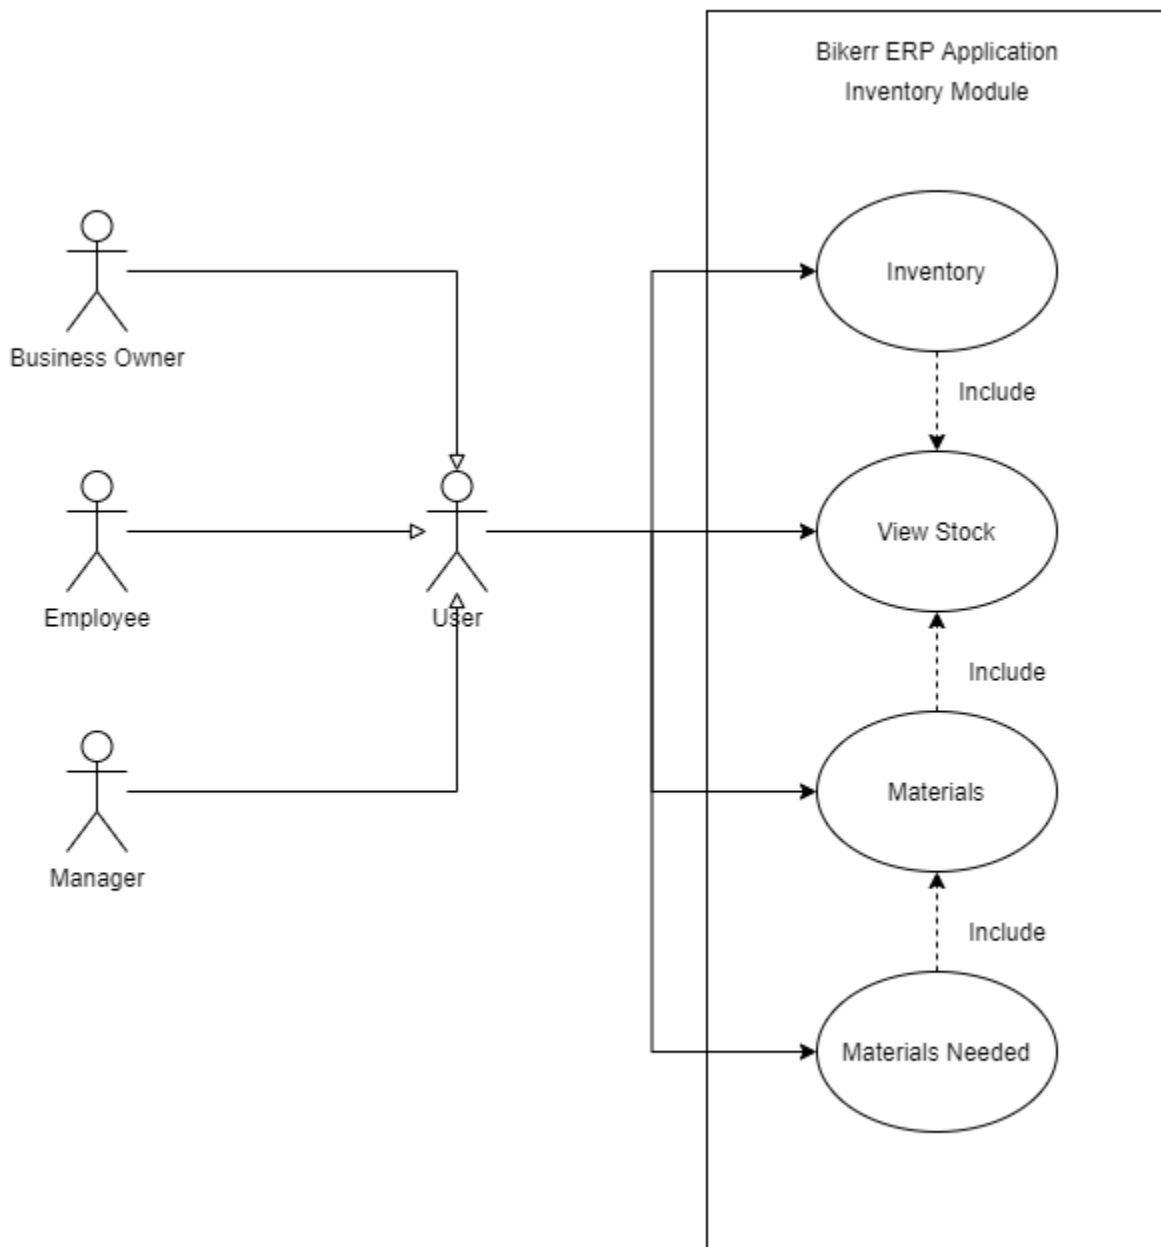 Bikerr ERP Application
Inventory Module
Inventory
Business Owner
Include
View Stock
Employee
User
Include
Materials
Manager
Include
Materials Needed